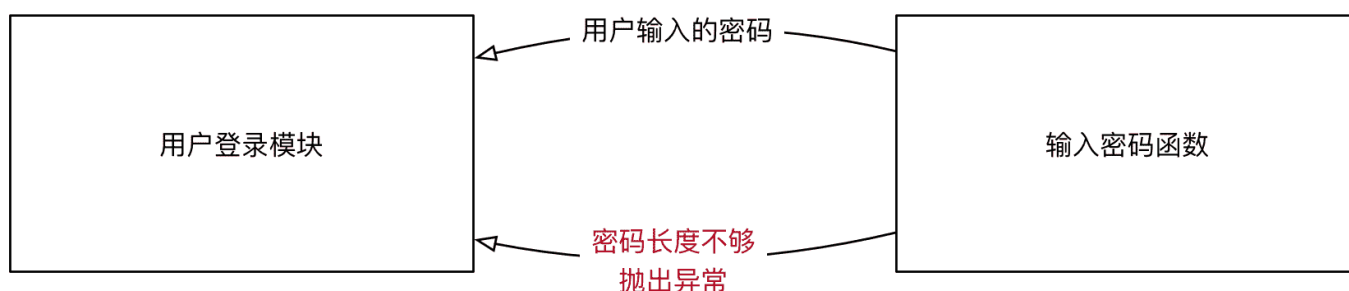 用户输入的密码
用户登录模块
输入密码函数
密码长度不够
抛出异常